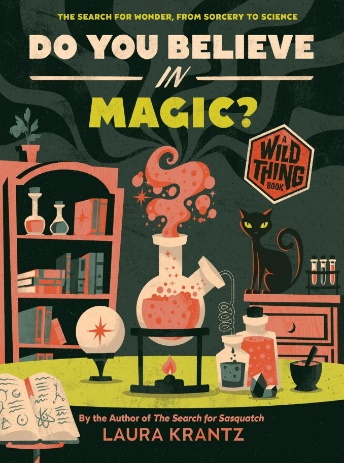 THE SEARCH FOR WONDER, FROM SORCERY TO SCIENCE
DO YOU BELIEVE
IN
MAGIC?
A
WILD
THING
BOOK
By the Author of The Search for Sasquatch
LAURA KRANTZ